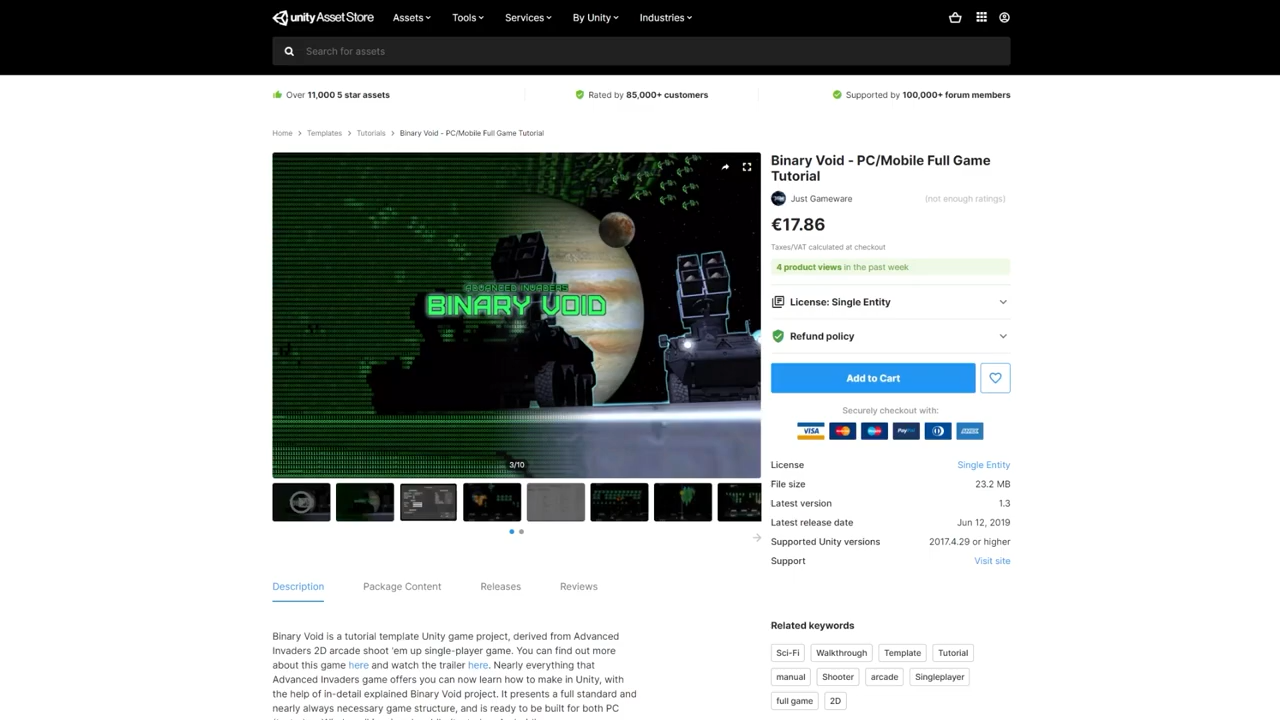 unity Asset Store
Assets
Tools
Services
By Unity
Industries
Search for assets
Over 11,000 5 star assets
Rated by 85,000+ customers
Supported by 100,000+ forum members
Home > Templates > Tutorials > Binary Void - PC/Mobile Full Game Tutorial
ADVANCED INVADERS
BINARY VOID
3/10
Binary Void - PC/Mobile Full Game
Tutorial
Just Gameware
(not enough ratings)
€17.86
Taxes/VAT calculated at checkout
4 product views in the past week
License: Single Entity
Refund policy
Add to Cart
Securely checkout with:
VISA
PayPal
License
Single Entity
File size
23.2 MB
Latest version
1.3
Latest release date
Jun 12, 2019
Supported Unity versions
2017.4.29 or higher
Support
Visit site
Description
Package Content
Releases
Reviews
Binary Void is a tutorial template Unity game project, derived from Advanced
Invaders 2D arcade shoot 'em up single-player game. You can find out more
about this game here and watch the trailer here. Nearly everything that
Advanced Invaders game offers you can now learn how to make in Unity, with
the help of in-detail explained Binary Void project. It presents a full standard and
nearly always necessary game structure, and is ready to be built for both PC
Related keywords
Sci-Fi
Walkthrough
Template
Tutorial
manual
Shooter
arcade
Singleplayer
full game
2D